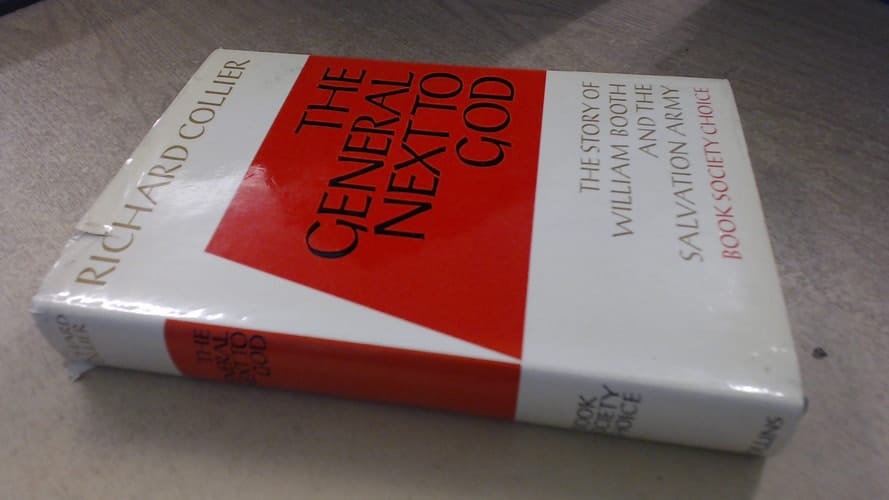 RICHARD COLLIER
THE
GENERAL
NEXT TO
GOD
THE STORY OF
WILLIAM BOOTH
AND THE
SALVATION ARMY
BOOK SOCIETY CHOICE
THE
NEXT TO
GOD
BOOK
SOCIETY
CHOICE